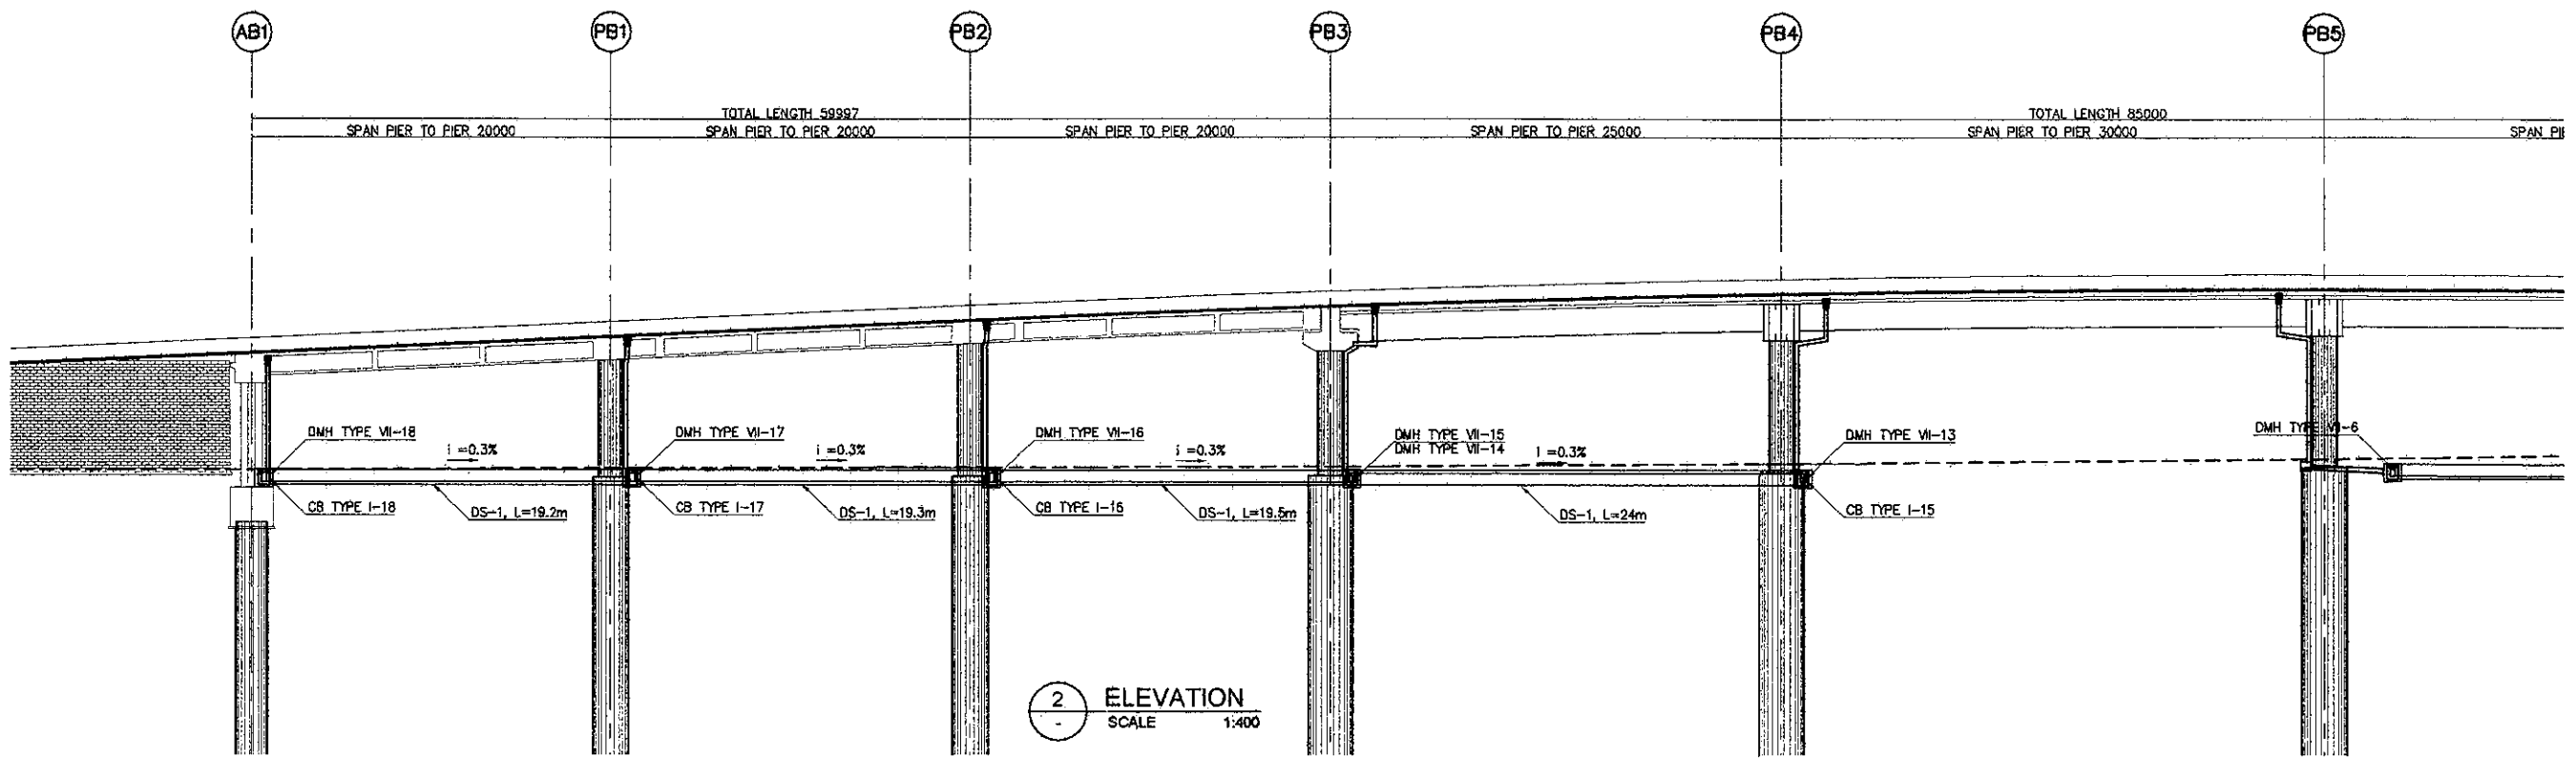 AB1
PB1
PB2
PB3
PB4
PB5
TOTAL LENGTH 59997
TOTAL LENGTH 85000
SPAN PIER TO PIER 20000
SPAN PIER TO PIER 20000
SPAN PIER TO PIER 20000
SPAN PIER TO PIER 25000
SPAN PIER TO PIER 30000
SPAN
DMH TYPE VII-18
i =0.3%
DMH TYPE VII-17
i =0.3%
DMH TYPE VII-16
i =0.3%
DMH TYPE VII-15
DMH TYPE VII-14
i =0.3%
DMH TYPE VII-13
DMH TYPE VI-6
CB TYPE I-18
DS-1, L=19.2m
CB TYPE I-17
DS-1, L=19.3m
CB TYPE I-16
DS-1, L=19.5m
DS-1, L=24m
CB TYPE I-15
2
-
ELEVATION
SCALE 1:400